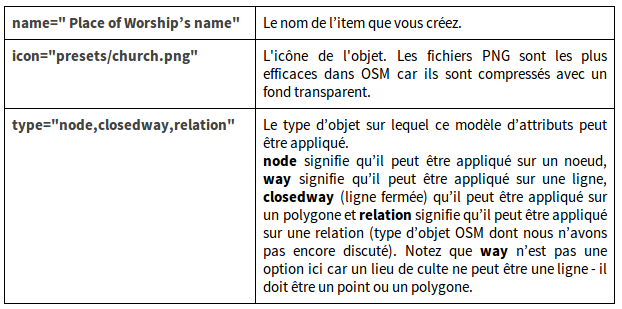 name=" Place of Worship’s name"
Le nom de l’item que vous créez.
icon="presets/church.png"
L'icône de l'objet. Les fichiers PNG sont les plus
efficaces dans OSM car ils sont compressés avec un
fond transparent.
type="node,closedway,relation"
Le type d’objet sur lequel ce modèle d’attributs peut
être appliqué.
node signifie qu’il peut être appliqué sur un noeud,
way signifie qu’il peut être appliqué sur une ligne,
closedway (ligne fermée) qu’il peut être appliqué sur
un polygone et relation signifie qu’il peut être appliqué
sur une relation (type d’objet OSM dont nous n’avons
pas encore discuté). Notez que way n’est pas une
option ici car un lieu de culte ne peut être une ligne - il
doit être un point ou un polygone.